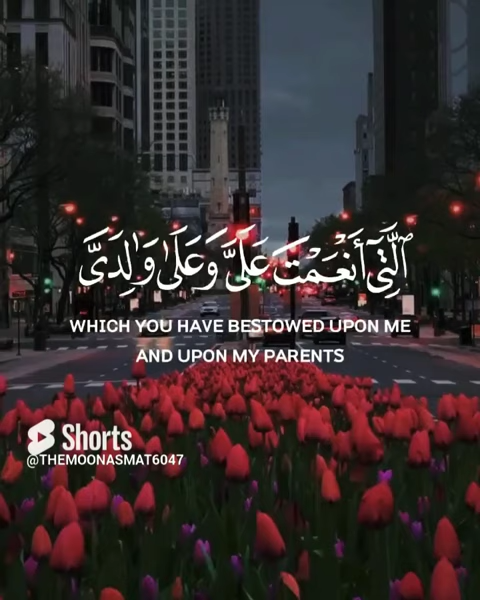 ٱلَّتِىٓ أَنْعَمْتَ عَلَىَّ وَعَلَىٰ وَٰلِدَىَّ
WHICH YOU HAVE BESTOWED UPON ME
AND UPON MY PARENTS
Shorts
@THEMOONASMAT6047